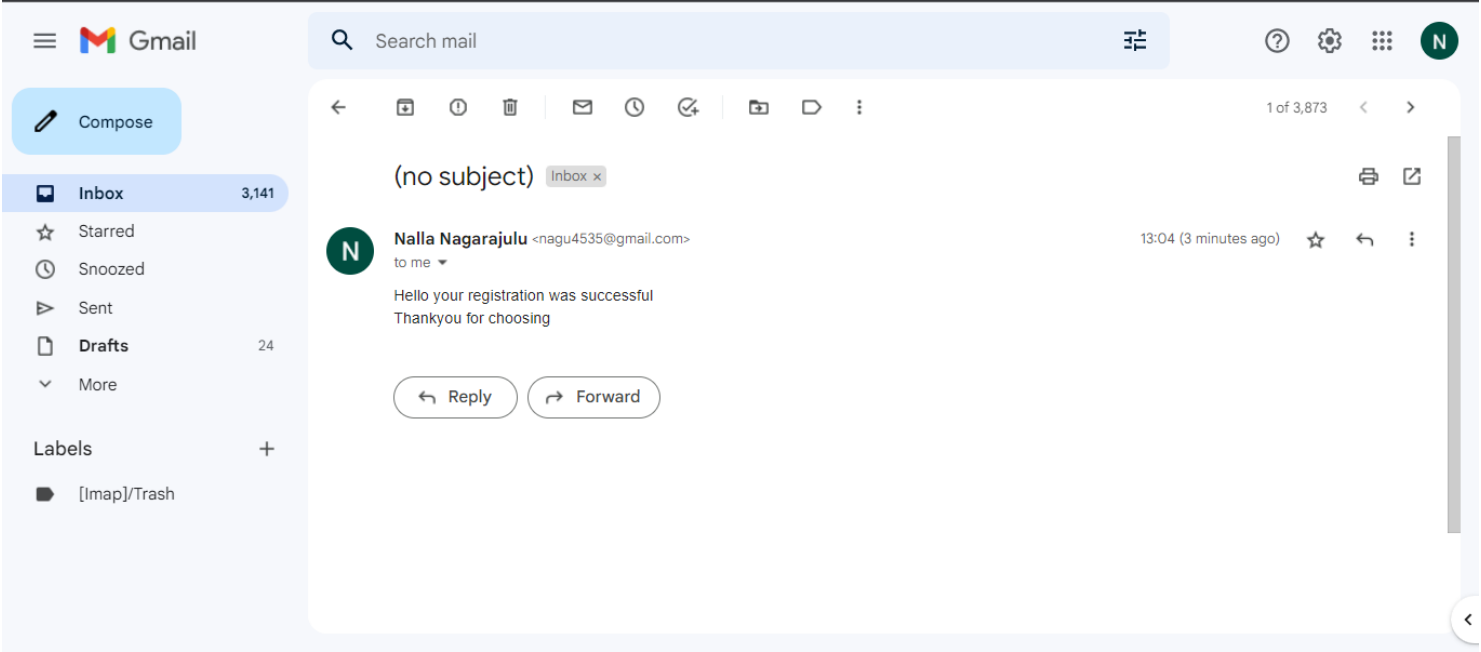 Gmail
Search mail
N
Compose
1 of 3,873
Inbox 3,141
Starred
Snoozed
Sent
Drafts 24
More
Labels
[Imap]/Trash
(no subject) Inbox ×
N
Nalla Nagarajulu <nagu4535@gmail.com> 13:04 (3 minutes ago)
to me
Hello your registration was successful
Thankyou for choosing
Reply Forward